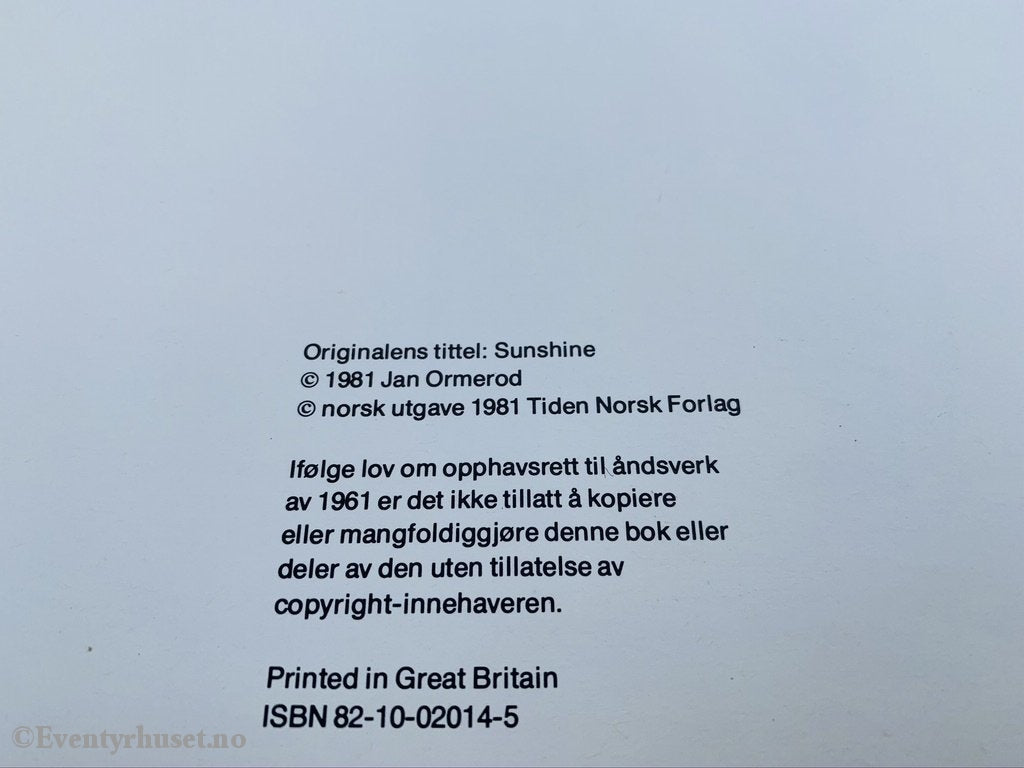 Originalens tittel: Sunshine
© 1981 Jan Ormerod
© norsk utgave 1981 Tiden Norsk Forlag
Ifølge lov om opphavsrett til åndsverk
av 1961 er det ikke tillatt å kopiere
eller mangfoldiggjøre denne bok eller
deler av den uten tillatelse av
copyright-innehaveren.
Printed in Great Britain
ISBN 82-10-02014-5
©Eventyrhuset.no